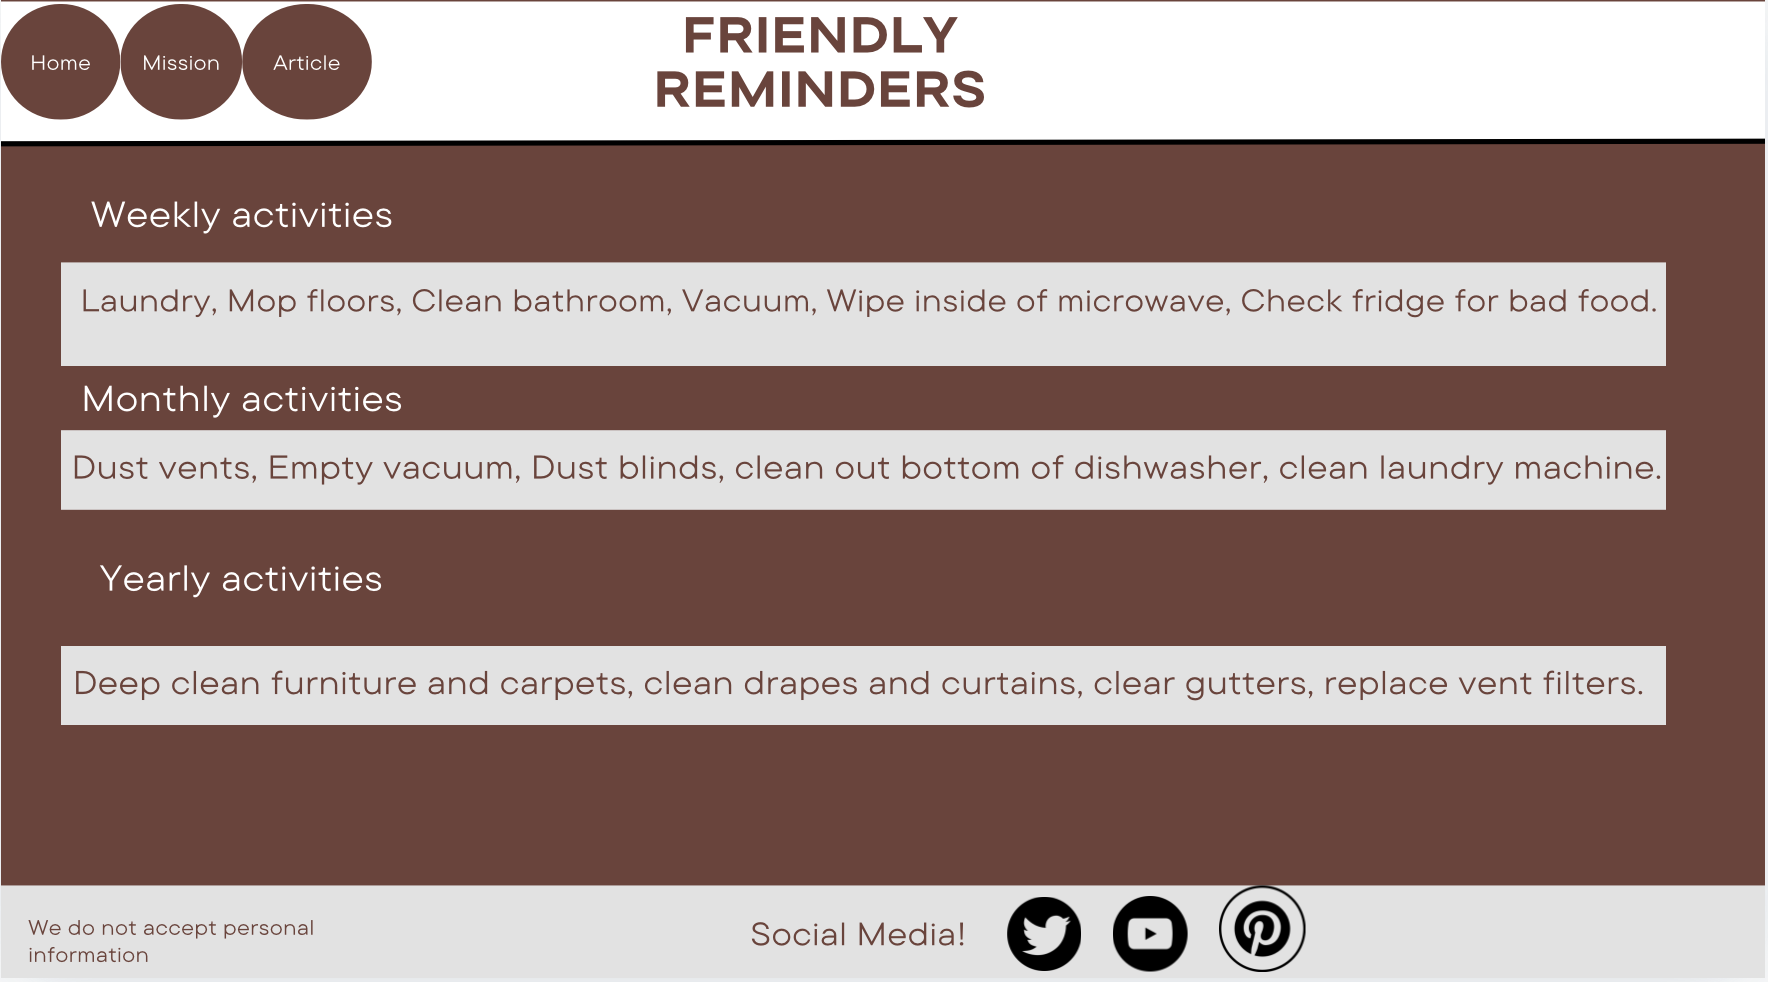 Home
Mission
Article
FRIENDLY
REMINDERS
Weekly activities
Laundry, Mop floors, Clean bathroom, Vacuum, Wipe inside of microwave, Check fridge for bad food.
Monthly activities
Dust vents, Empty vacuum, Dust blinds, clean out bottom of dishwasher, clean laundry machine.
Yearly activities
Deep clean furniture and carpets, clean drapes and curtains, clear gutters, replace vent filters.
We do not accept personal
information
Social Media!